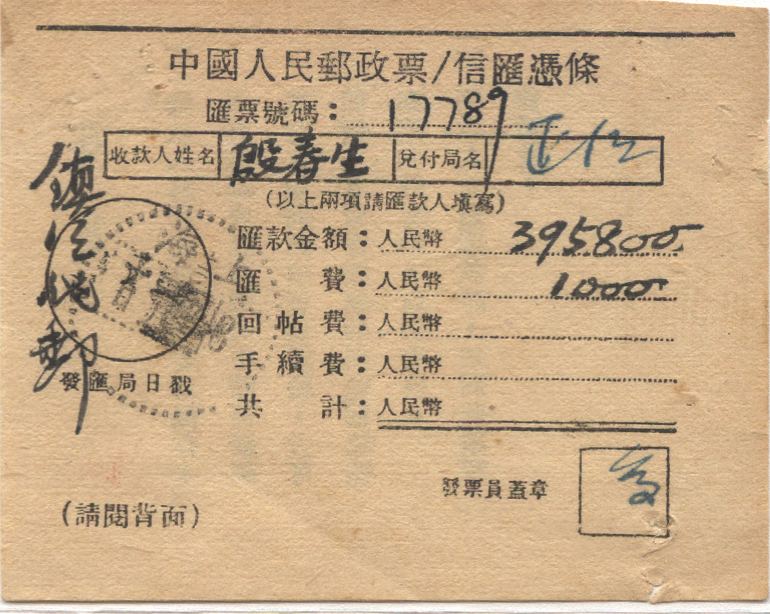 中國人民郵政票/信匯憑條
匯票號碼：17789
收款人姓名 殷春生 兌付局名
(以上兩項請匯款人填寫)
匯款金額：人民幣 395800
匯費：人民幣 1000
回帖費：人民幣
手續費：人民幣
共計：人民幣
發匯局日戳
發票員蓋章
(請閱背面)